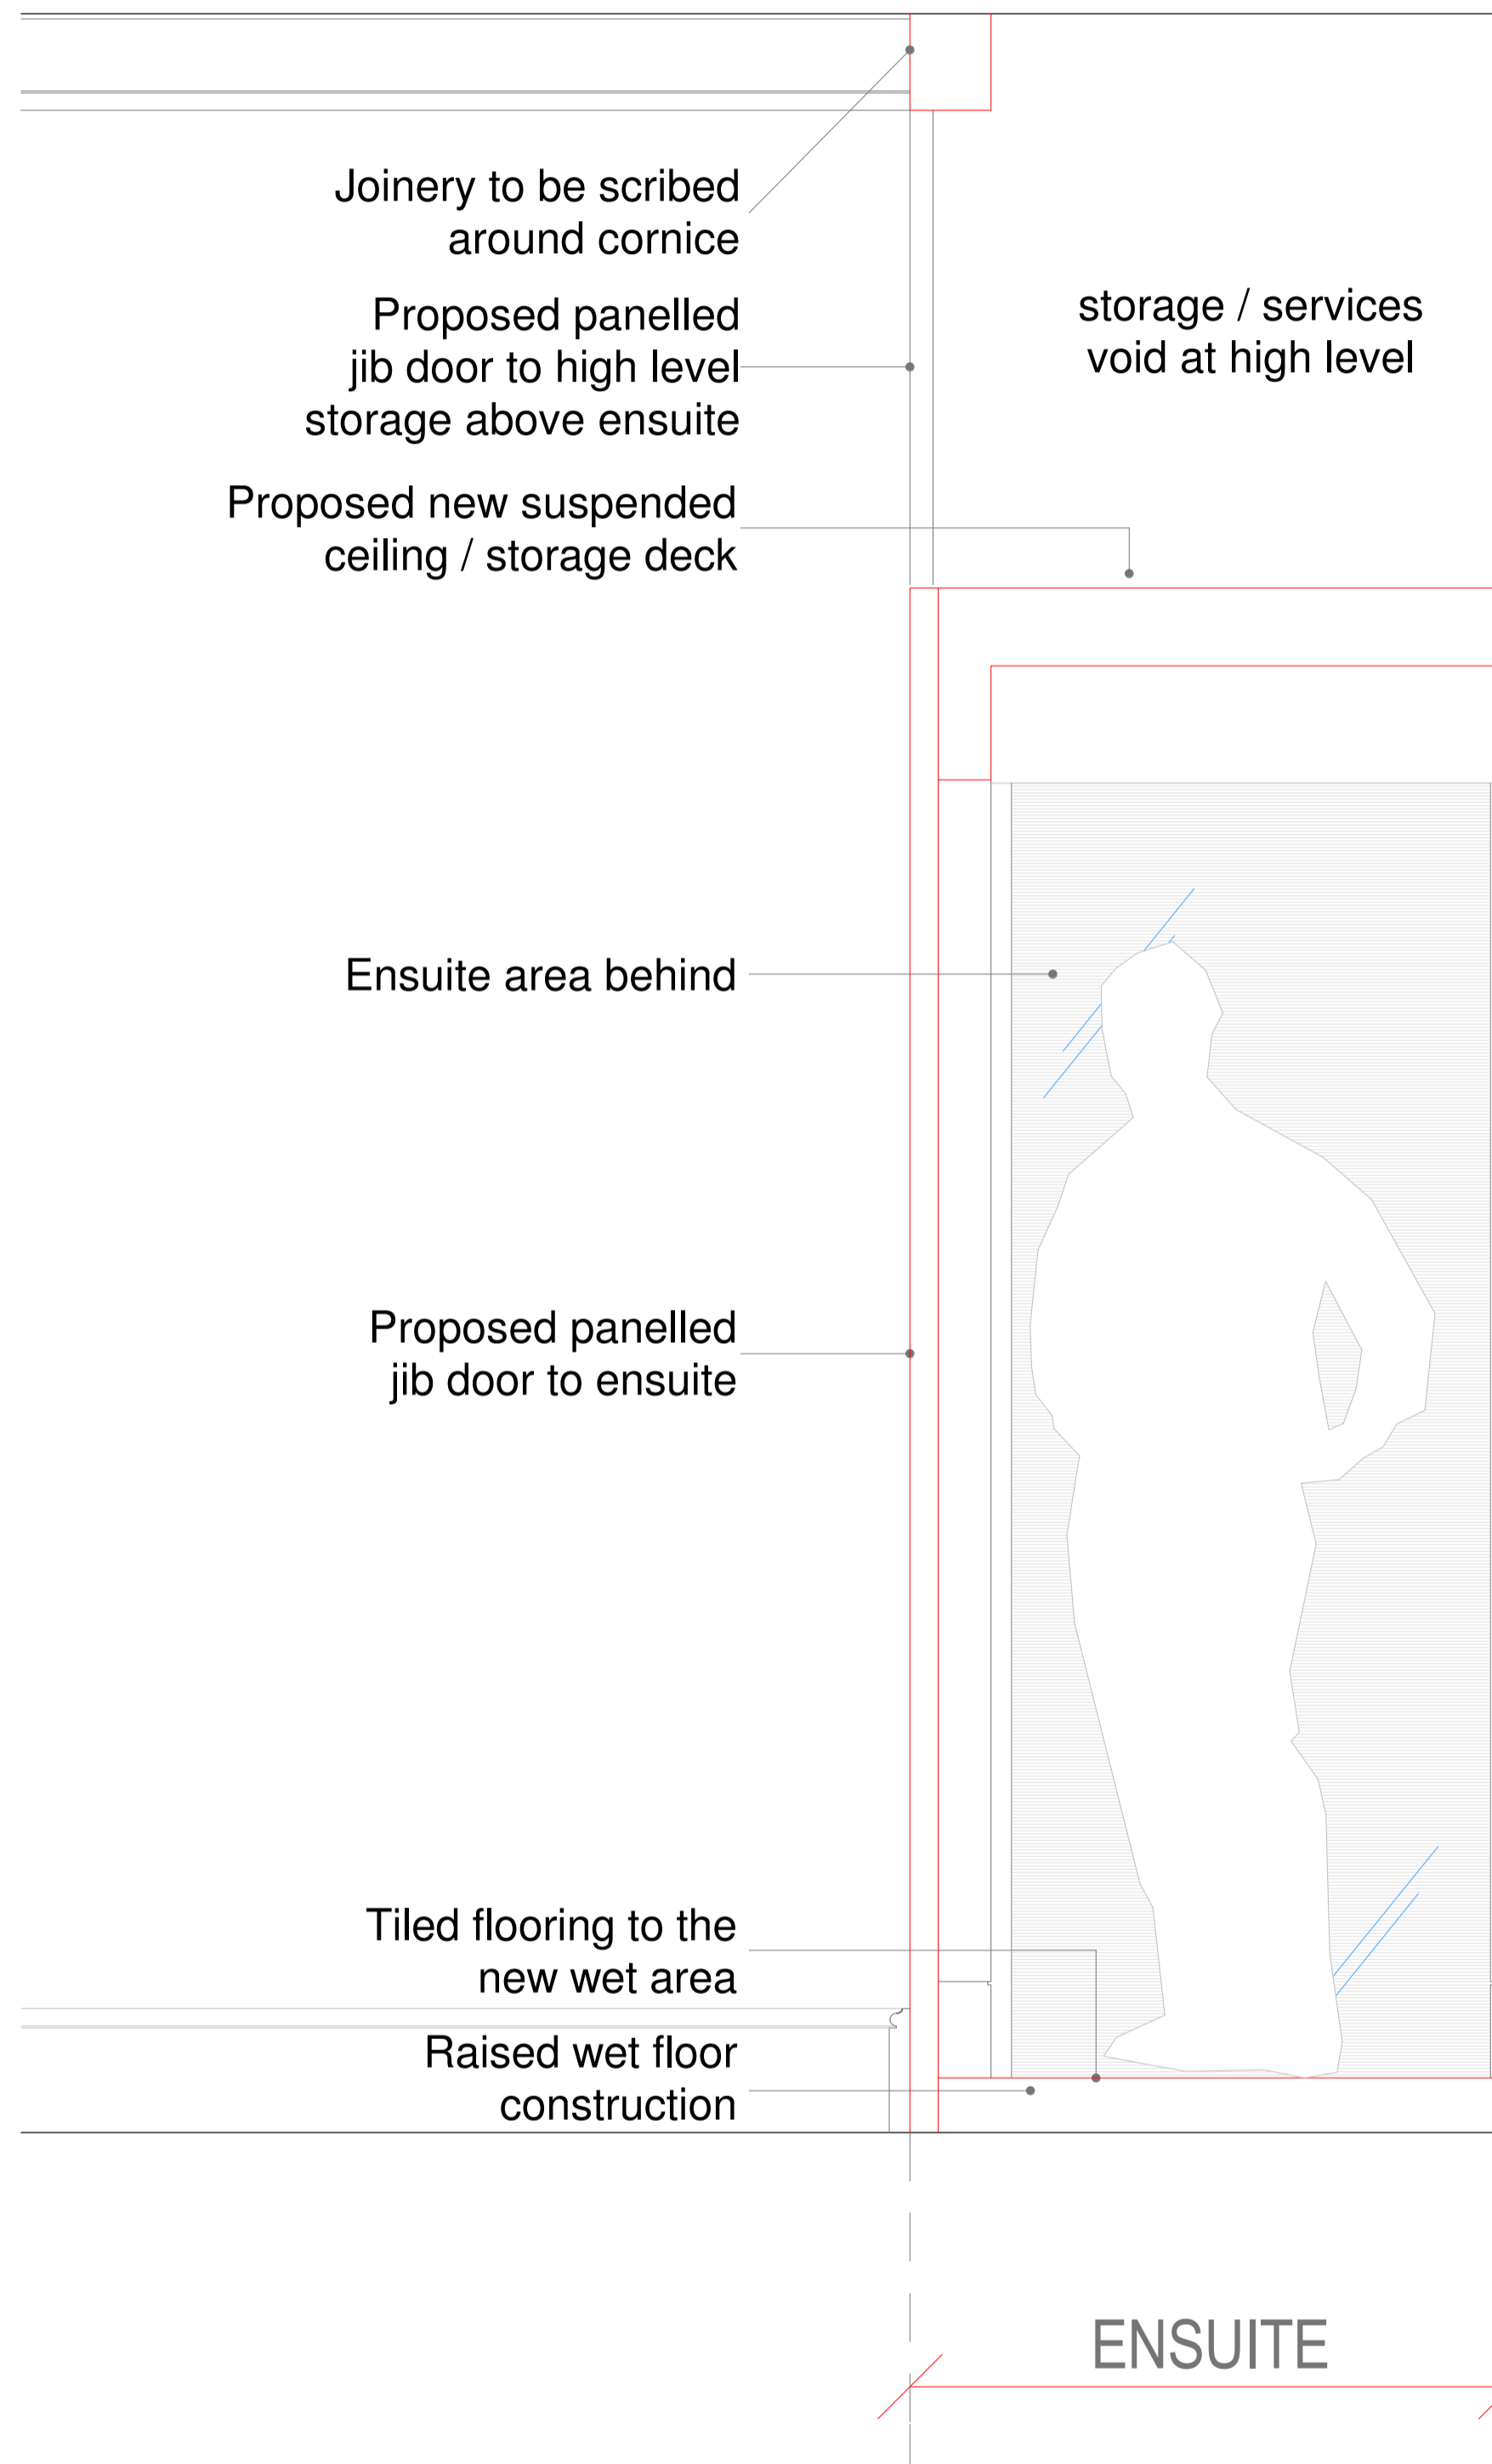 Joinery to be scribed
around cornice
Proposed panelled
jib door to high level
storage above ensuite
storage / services
void at high level
Proposed new suspended
ceiling / storage deck
Ensuite area behind
Proposed panelled
jib door to ensuite
Tiled flooring to the
new wet area
Raised wet floor
construction
ENSUITE